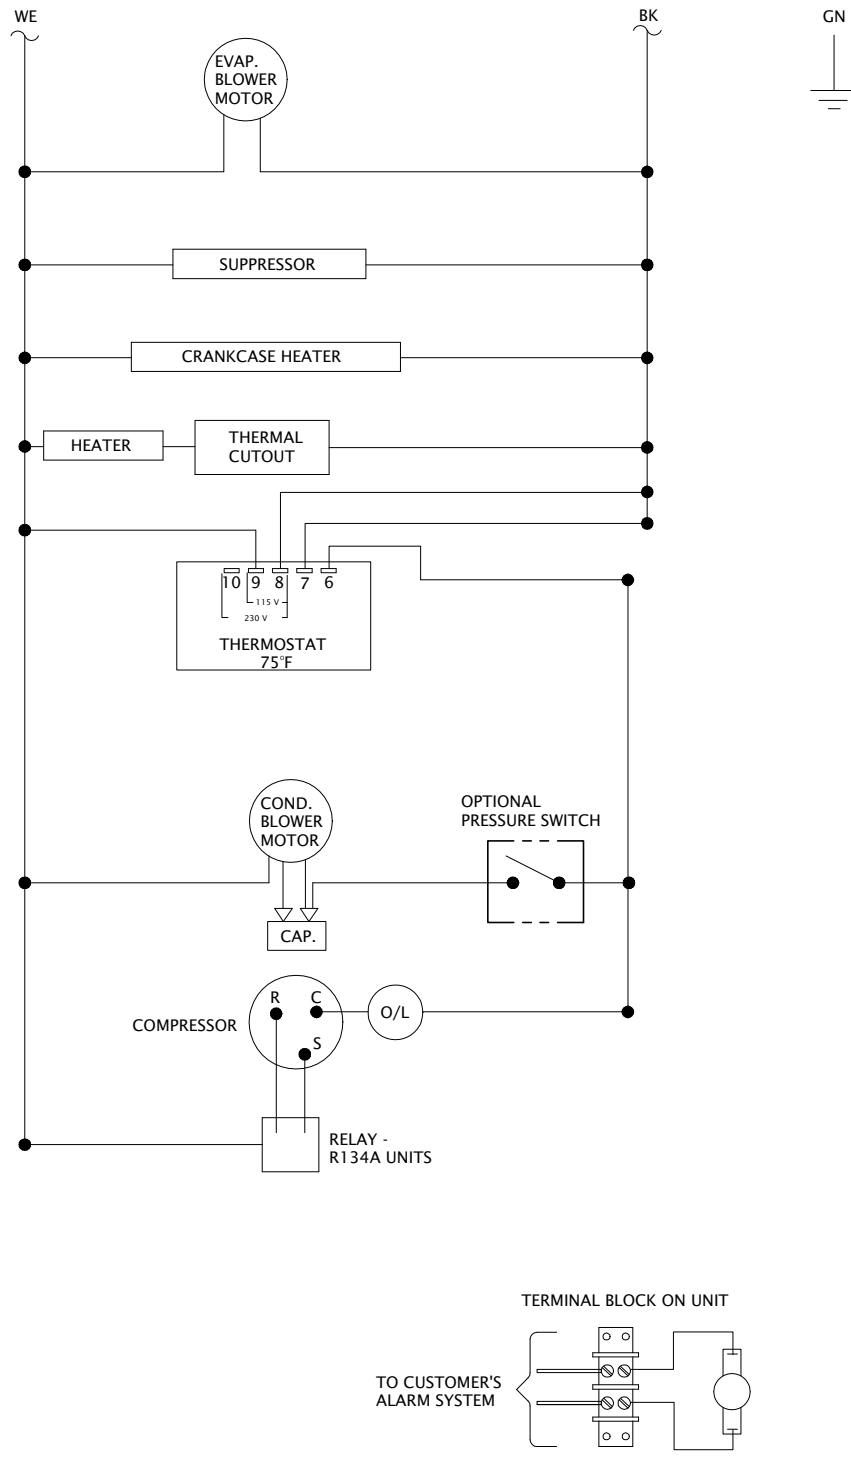 WE
BK
GN
EVAP.
BLOWER
MOTOR
SUPPRESSOR
CRANKCASE HEATER
HEATER
THERMAL
CUTOUT
10 9 8 7 6
115 V
230 V
THERMOSTAT
75°F
COND.
BLOWER
MOTOR
OPTIONAL
PRESSURE SWITCH
CAP.
R C
S
O/L
COMPRESSOR
RELAY -
R134A UNITS
TERMINAL BLOCK ON UNIT
TO CUSTOMER'S
ALARM SYSTEM